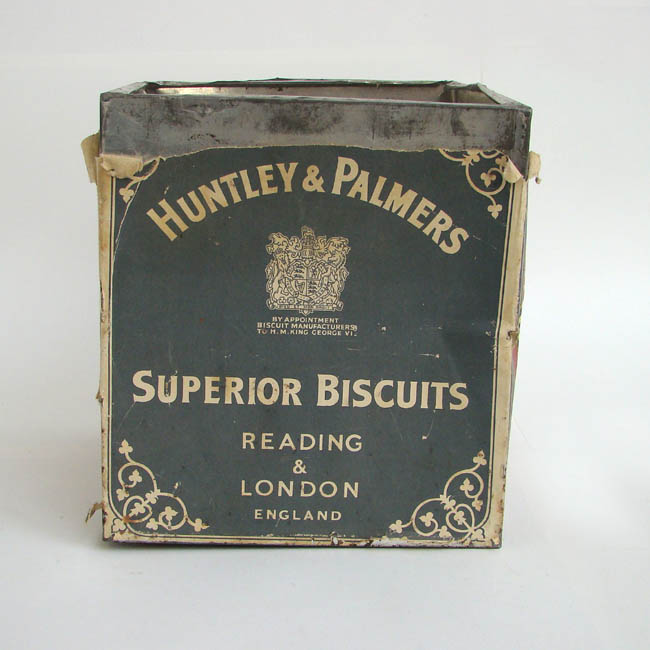 HUNTLEY & PALMERS
BY APPOINTMENT
BISCUIT MANUFACTURERS
TO H.M. KING GEORGE VI.
SUPERIOR BISCUITS
READING
&
LONDON
ENGLAND